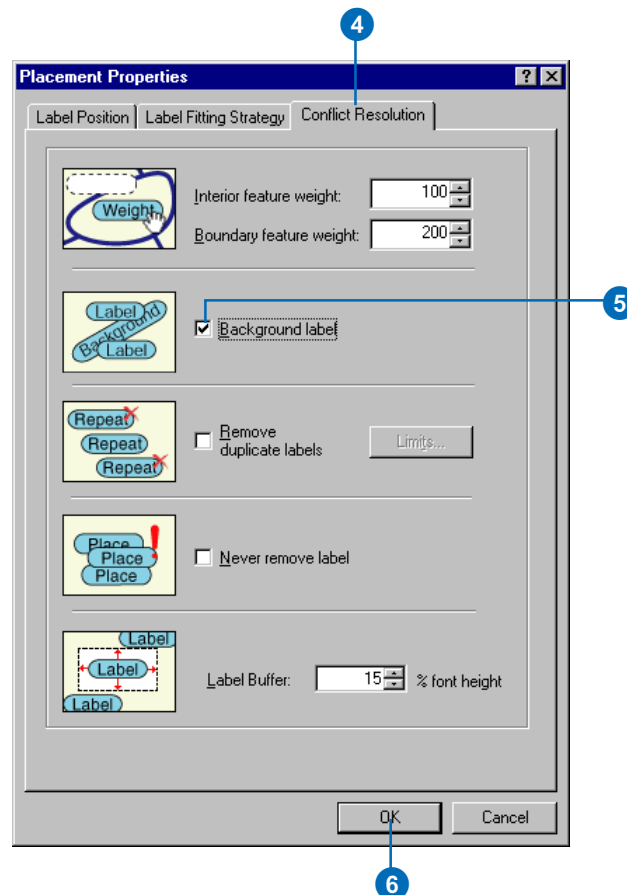 4
Placement Properties
Label Position
Label Fitting Strategy
Conflict Resolution
Weight
Interior feature weight:
100
Boundary feature weight:
200
Label
Background
Label
Background label
5
Repeat
Repeat
Repeat
Remove
duplicate labels
Limits...
Place
Place
Place
Never remove label
Label
Label
Label
Label Buffer:
15
% font height
OK
Cancel
6